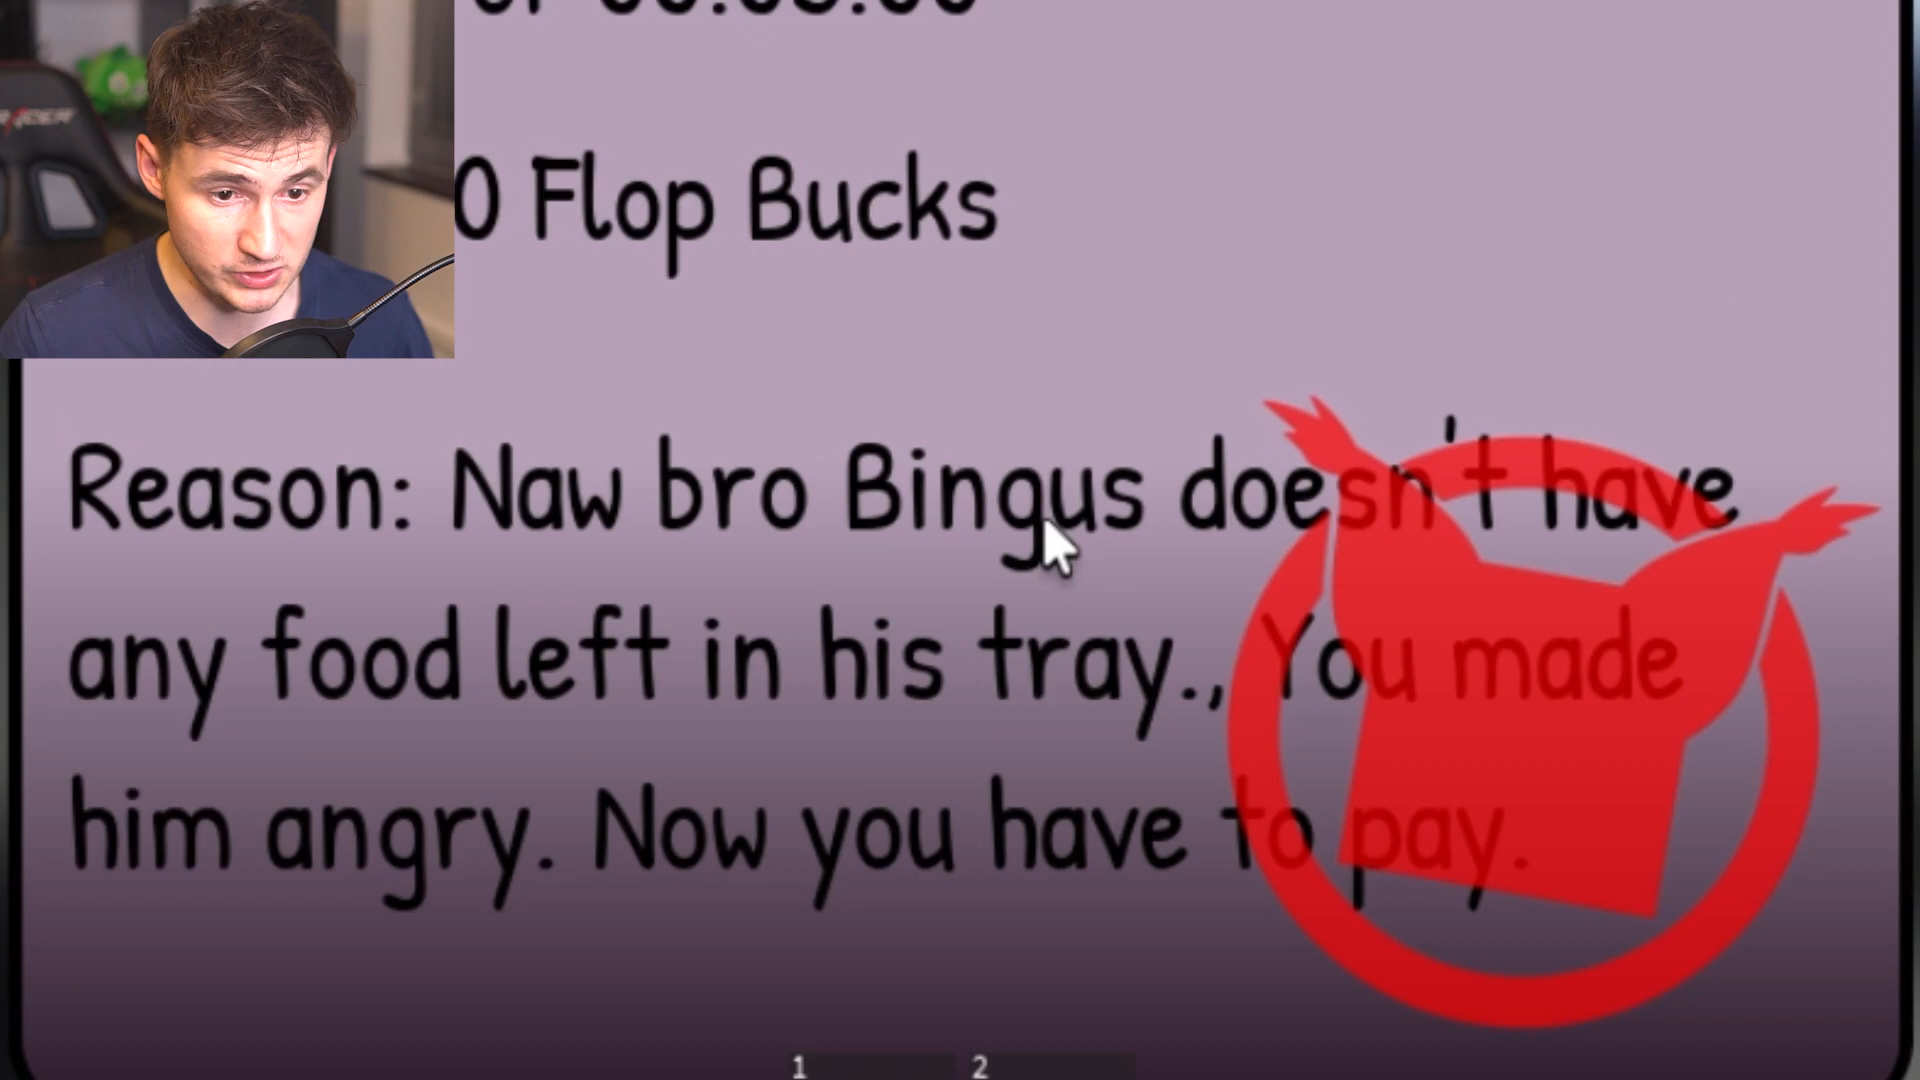 0 Flop Bucks
Reason: Naw bro Bingus doesn't have
any food left in his tray., You made
him angry. Now you have to pay.
1 2